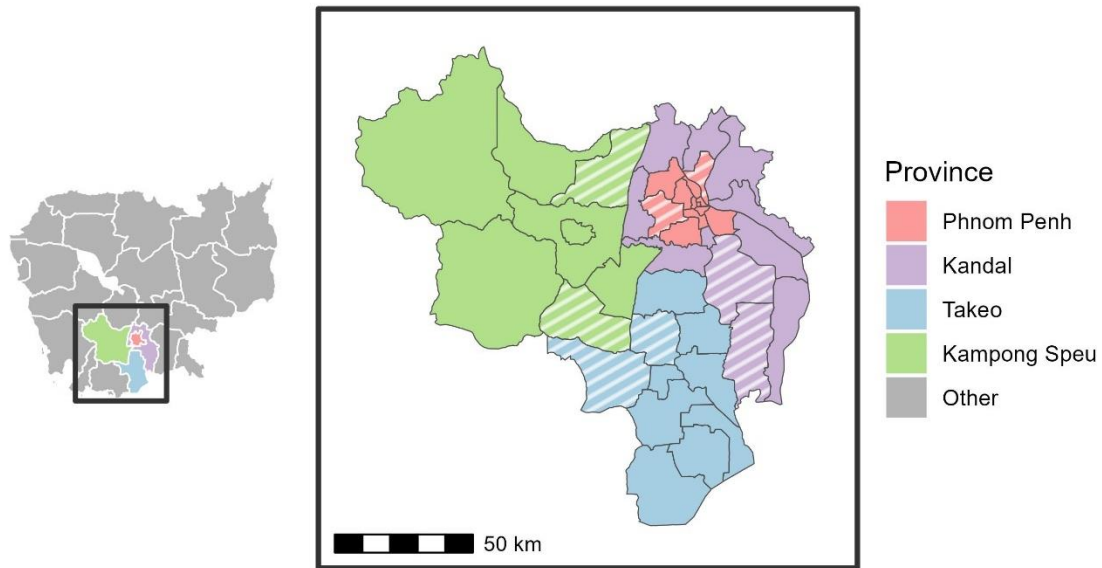 Province
Phnom Penh
Kandal
Takeo
Kampong Speu
Other
50 km